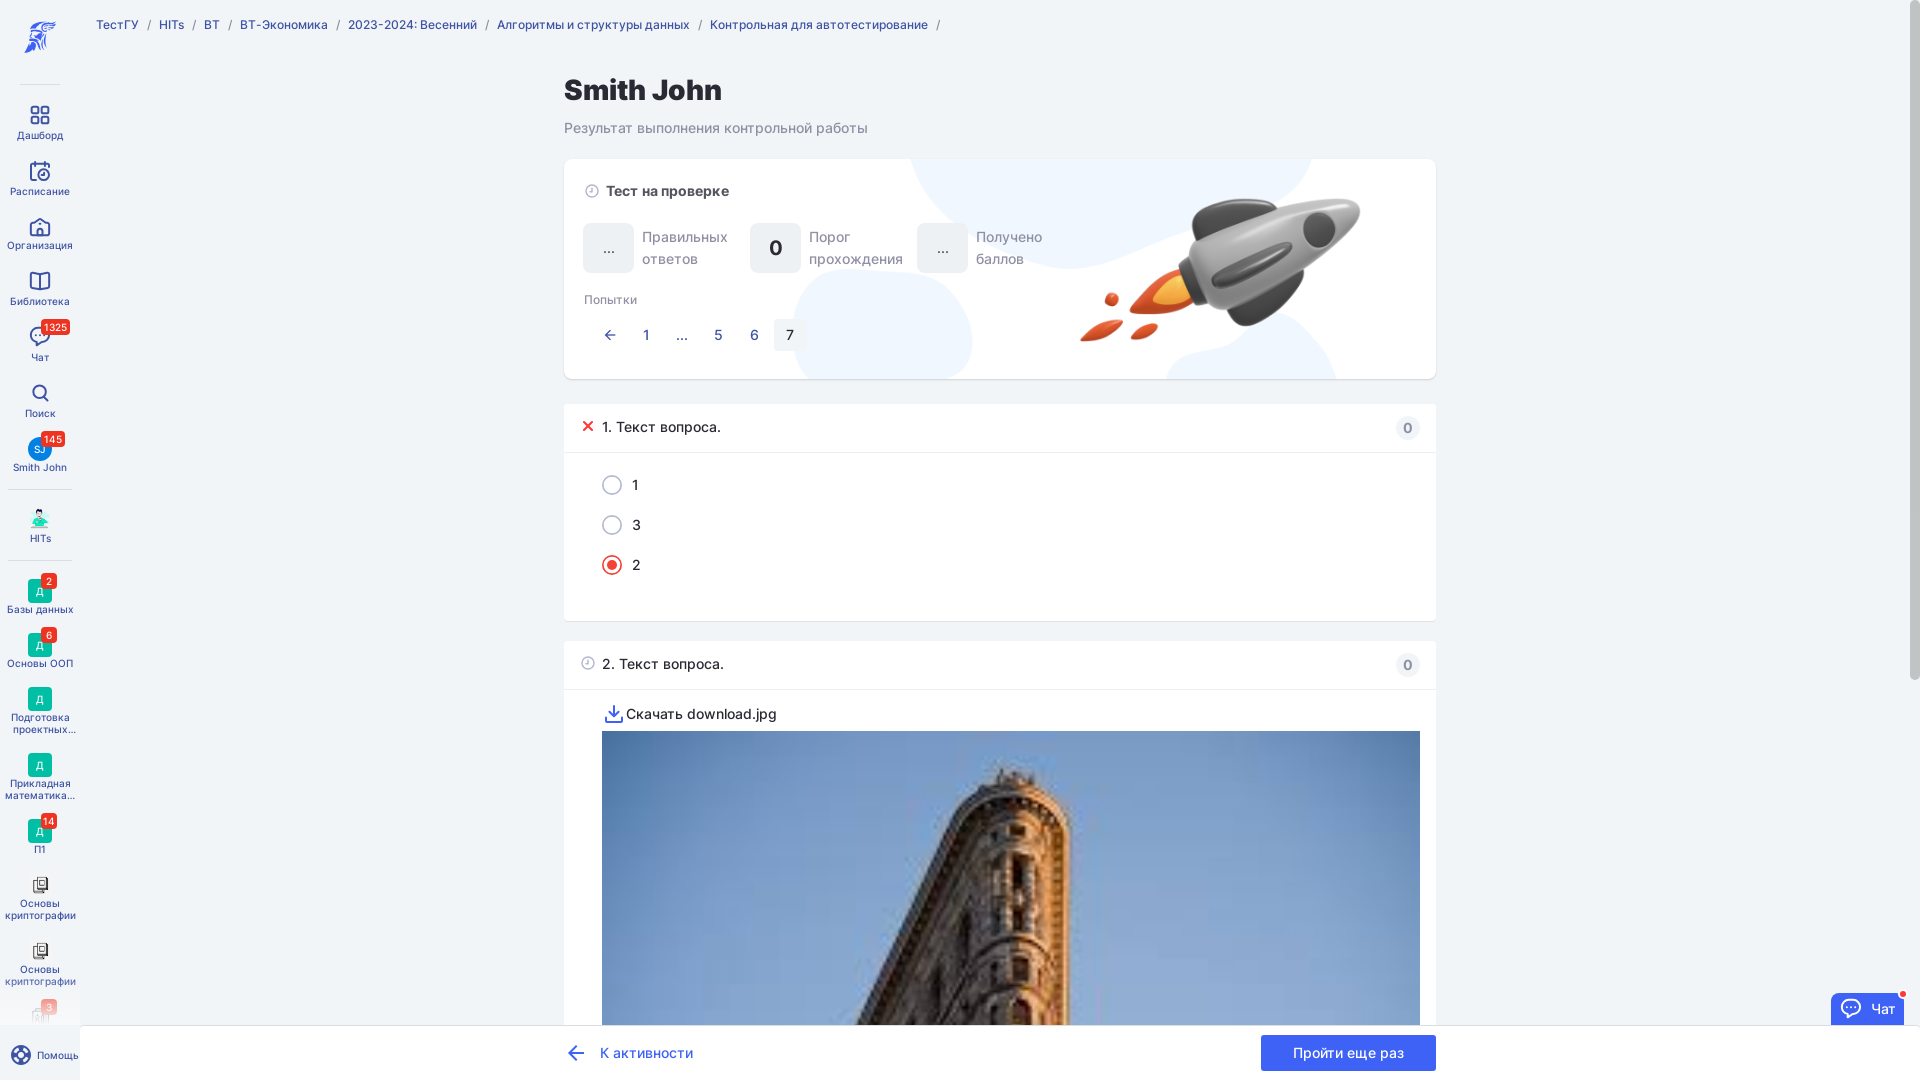 ТестГУ / HITs / ВТ / ВТ-Экономика / 2023-2024: Весенний / Алгоритмы и структуры данных / Контрольная для автотестирование /
Дашборд
Расписание
Организация
Библиотека
1325
Чат
Поиск
145
SJ
Smith John
HITs
2
Д
Базы данных
6
Д
Основы ООП
Д
Подготовка
проектных...
Д
Прикладная
математика...
14
Д
П1
Основы
криптографии
Основы
криптографии
3
Помощь
Smith John
Результат выполнения контрольной работы
Тест на проверке
... Правильных ответов
0 Порог прохождения
... Получено баллов
Попытки
1 ... 5 6 7
1. Текст вопроса. 0
1
3
2
2. Текст вопроса. 0
Скачать download.jpg
К активности
Пройти еще раз
Чат